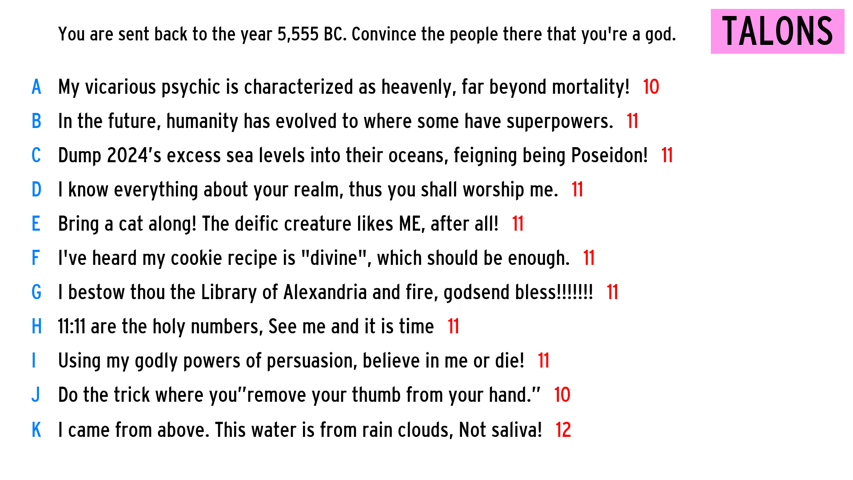 You are sent back to the year 5,555 BC. Convince the people there that you're a god.
TALONS
A My vicarious psychic is characterized as heavenly, far beyond mortality! 10
B In the future, humanity has evolved to where some have superpowers. 11
C Dump 2024's excess sea levels into their oceans, feigning being Poseidon! 11
D I know everything about your realm, thus you shall worship me. 11
E Bring a cat along! The deific creature likes ME, after all! 11
F I've heard my cookie recipe is "divine", which should be enough. 11
G I bestow thou the Library of Alexandria and fire, godsend bless!!!!!!! 11
H 11:11 are the holy numbers, See me and it is time 11
I Using my godly powers of persuasion, believe in me or die! 11
J Do the trick where you”remove your thumb from your hand.” 10
K I came from above. This water is from rain clouds, Not saliva! 12